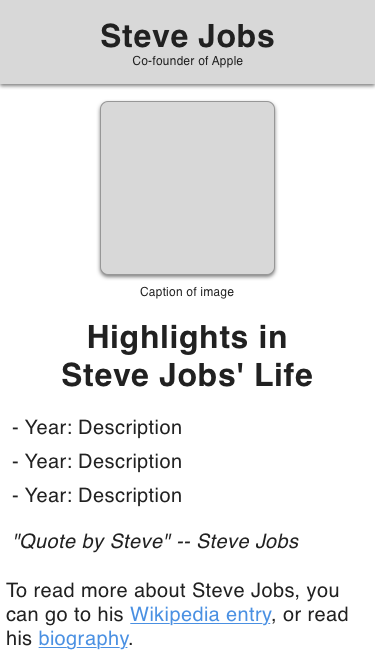 Steve Jobs
Co-founder of Apple
Caption of image
Highlights in
Steve Jobs' Life
- Year: Description
- Year: Description
- Year: Description
"Quote by Steve" -- Steve Jobs
To read more about Steve Jobs, you
can go to his Wikipedia entry, or read
his biography.